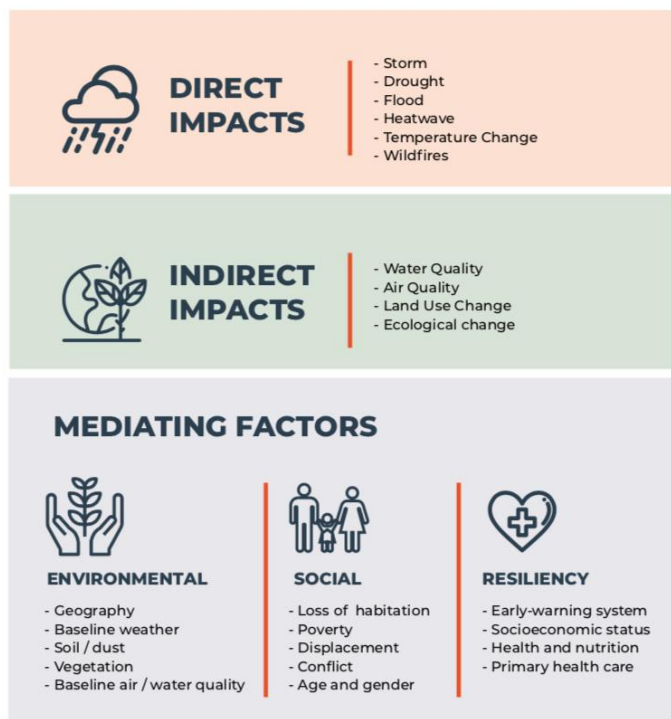 DIRECT
IMPACTS
- Storm
- Drought
- Flood
- Heatwave
- Temperature Change
- Wildfires
INDIRECT
IMPACTS
- Water Quality
- Air Quality
- Land Use Change
- Ecological change
MEDIATING FACTORS
ENVIRONMENTAL
- Geography
- Baseline weather
- Soil / dust
- Vegetation
- Baseline air / water quality
SOCIAL
- Loss of habitation
- Poverty
- Displacement
- Conflict
- Age and gender
RESILIENCY
- Early-warning system
- Socioeconomic status
- Health and nutrition
- Primary health care